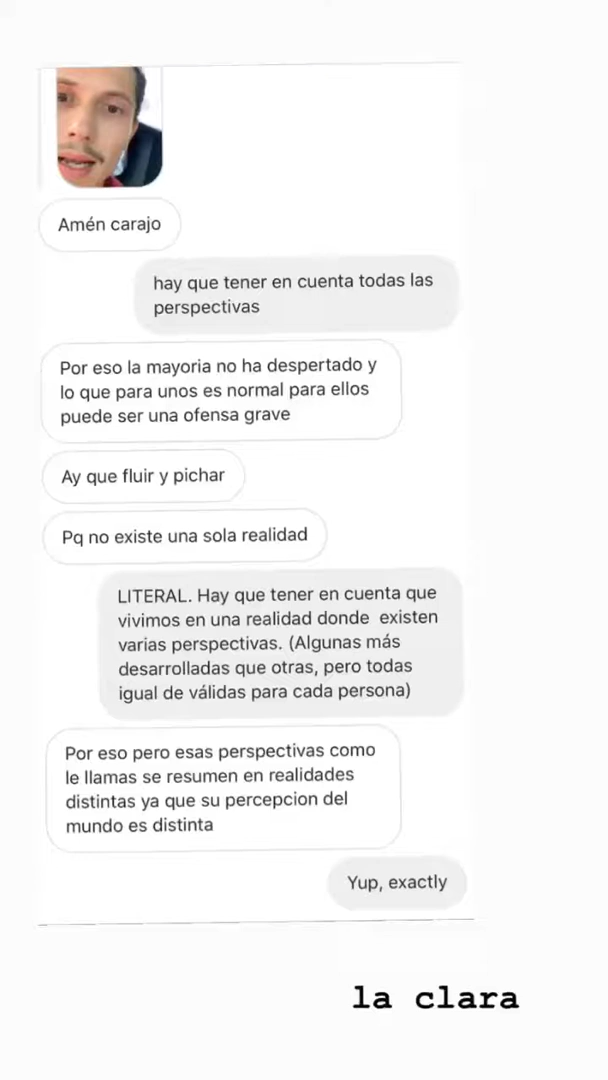 Amén carajo
hay que tener en cuenta todas las
perspectivas
Por eso la mayoria no ha despertado y
lo que para unos es normal para ellos
puede ser una ofensa grave
Ay que fluir y pichar
Pq no existe una sola realidad
LITERAL. Hay que tener en cuenta que
vivimos en una realidad donde  existen
varias perspectivas. (Algunas más
desarrolladas que otras, pero todas
igual de válidas para cada persona)
Por eso pero esas perspectivas como
le llamas se resumen en realidades
distintas ya que su percepcion del
mundo es distinta
Yup, exactly
la clara